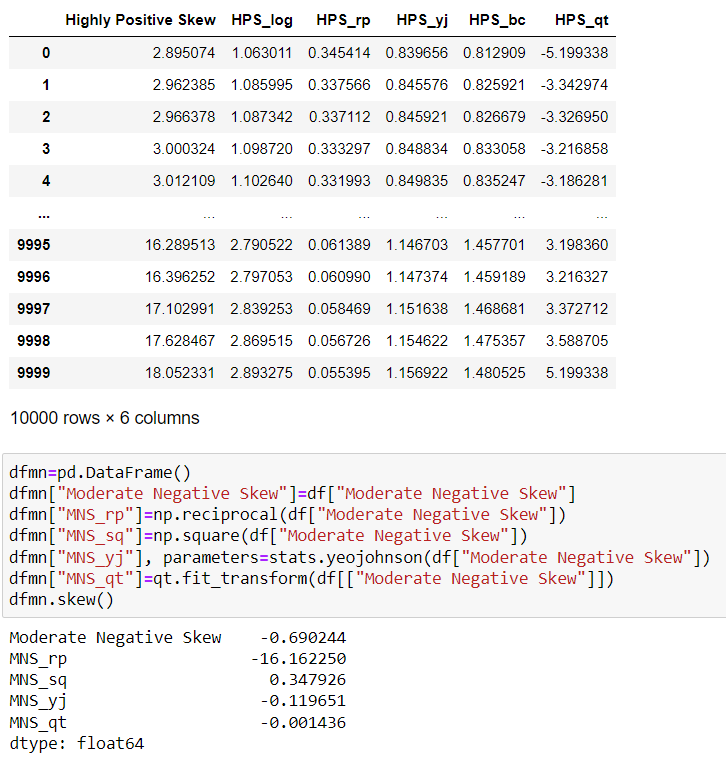 Highly Positive Skew HPS_log HPS_rp HPS_yj HPS_bc HPS_qt
0 2.895074 1.063011 0.345414 0.839656 0.812909 -5.199338
1 2.962385 1.085995 0.337566 0.845576 0.825921 -3.342974
2 2.966378 1.087342 0.337112 0.845921 0.826679 -3.326950
3 3.000324 1.098720 0.333297 0.848834 0.833058 -3.216858
4 3.012109 1.102640 0.331993 0.849835 0.835247 -3.186281
... ... ... ... ... ... ...
9995 16.289513 2.790522 0.061389 1.146703 1.457701 3.198360
9996 16.396252 2.797053 0.060990 1.147374 1.459189 3.216327
9997 17.102991 2.839253 0.058469 1.151638 1.468681 3.372712
9998 17.628467 2.869515 0.056726 1.154622 1.475357 3.588705
9999 18.052331 2.893275 0.055395 1.156922 1.480525 5.199338
10000 rows × 6 columns
dfmn=pd.DataFrame()
dfmn["Moderate Negative Skew"]=df["Moderate Negative Skew"]
dfmn["MNS_rp"]=np.reciprocal(df["Moderate Negative Skew"])
dfmn["MNS_sq"]=np.square(df["Moderate Negative Skew"])
dfmn["MNS_yj"], parameters=stats.yeojohnson(df["Moderate Negative Skew"])
dfmn["MNS_qt"]=qt.fit_transform(df[["Moderate Negative Skew"]])
dfmn.skew()
Moderate Negative Skew -0.690244
MNS_rp -16.162250
MNS_sq 0.347926
MNS_yj -0.119651
MNS_qt -0.001436
dtype: float64